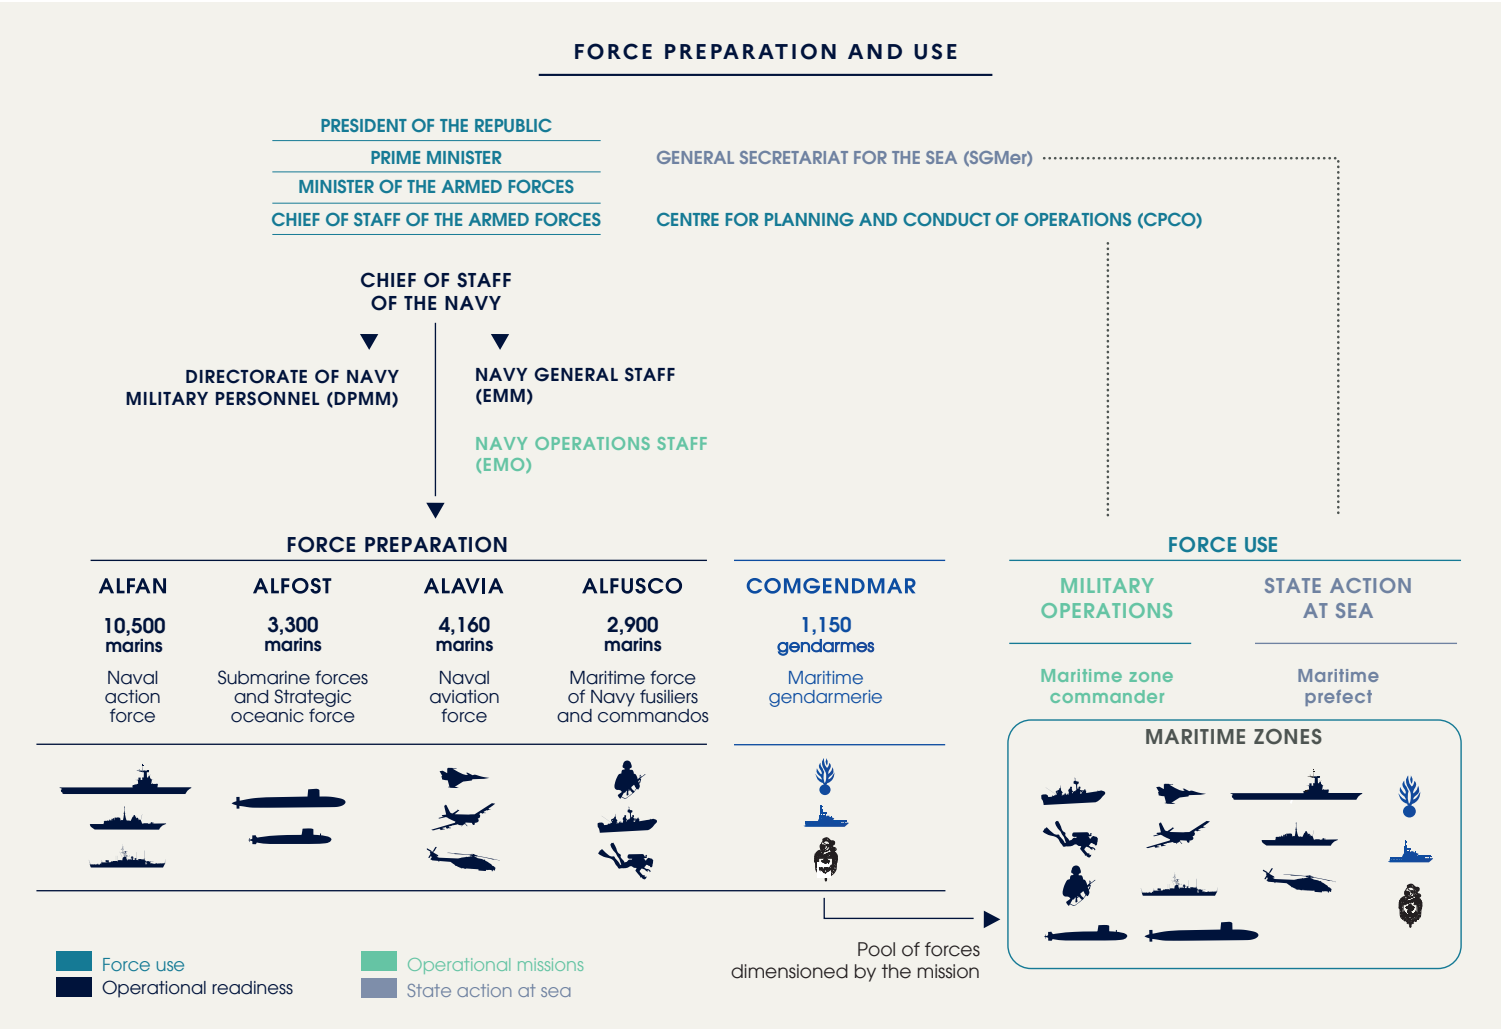 FORCE PREPARATION AND USE
PRESIDENT OF THE REPUBLIC
PRIME MINISTER
GENERAL SECRETARIAT FOR THE SEA (SGMer)
MINISTER OF THE ARMED FORCES
CHIEF OF STAFF OF THE ARMED FORCES
CENTRE FOR PLANNING AND CONDUCT OF OPERATIONS (CPCO)
CHIEF OF STAFF
OF THE NAVY
DIRECTORATE OF NAVY
MILITARY PERSONNEL (DPMM)
NAVY GENERAL STAFF
(EMM)
NAVY OPERATIONS STAFF
(EMO)
FORCE PREPARATION
ALFAN
10,500
marins
Naval
action
force
ALFOST
3,300
marins
Submarine forces
and Strategic
oceanic force
ALAVIA
4,160
marins
Naval
aviation
force
ALFUSCO
2,900
marins
Maritime force
of Navy fusiliers
and commandos
COMGENDMAR
1,150
gendarmes
Maritime
gendarmerie
FORCE USE
MILITARY
OPERATIONS
Maritime zone
commander
STATE ACTION
AT SEA
Maritime
prefect
MARITIME ZONES
Pool of forces
dimensioned by the mission
Force use
Operational readiness
Operational missions
State action at sea